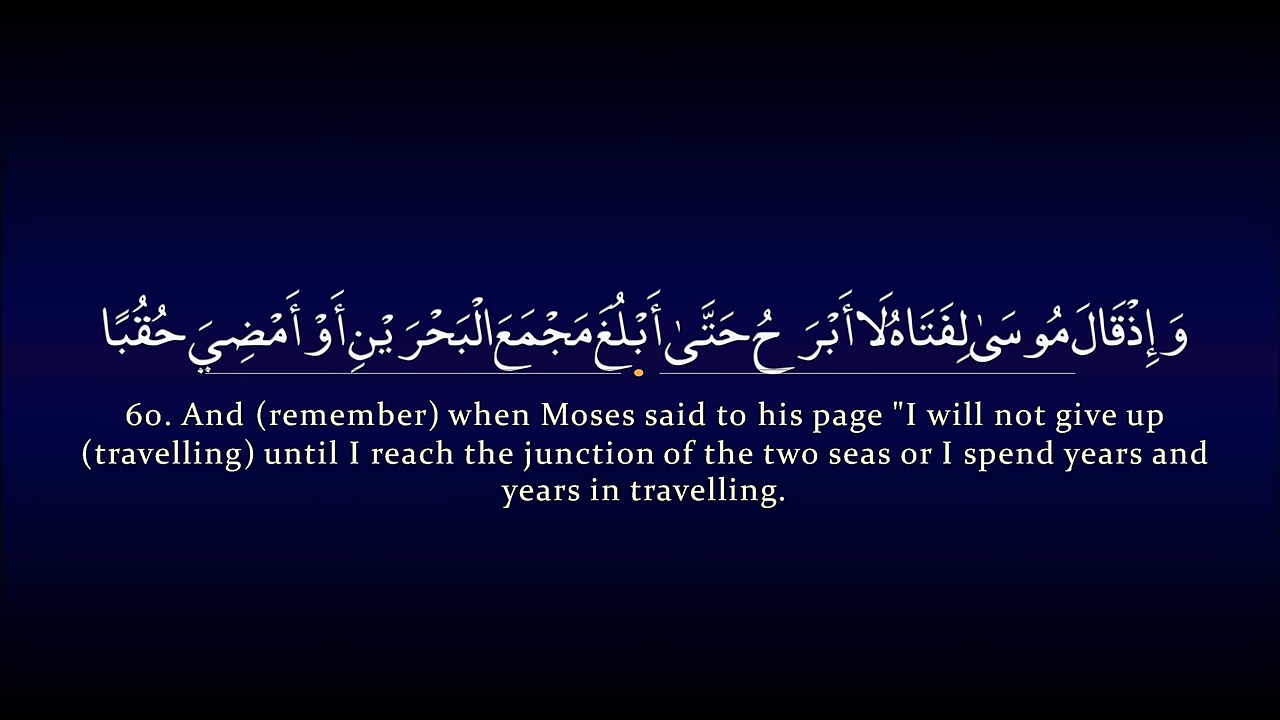 وَإِذْ قَالَ مُوسَىٰ لِفَتَاهُ لَا أَبْرَحُ حَتَّىٰ أَبْلُغَ مَجْمَعَ الْبَحْرَيْنِ أَوْ أَمْضِيَ حُقُبًا
60. And (remember) when Moses said to his page "I will not give up
(travelling) until I reach the junction of the two seas or I spend years and
years in travelling.